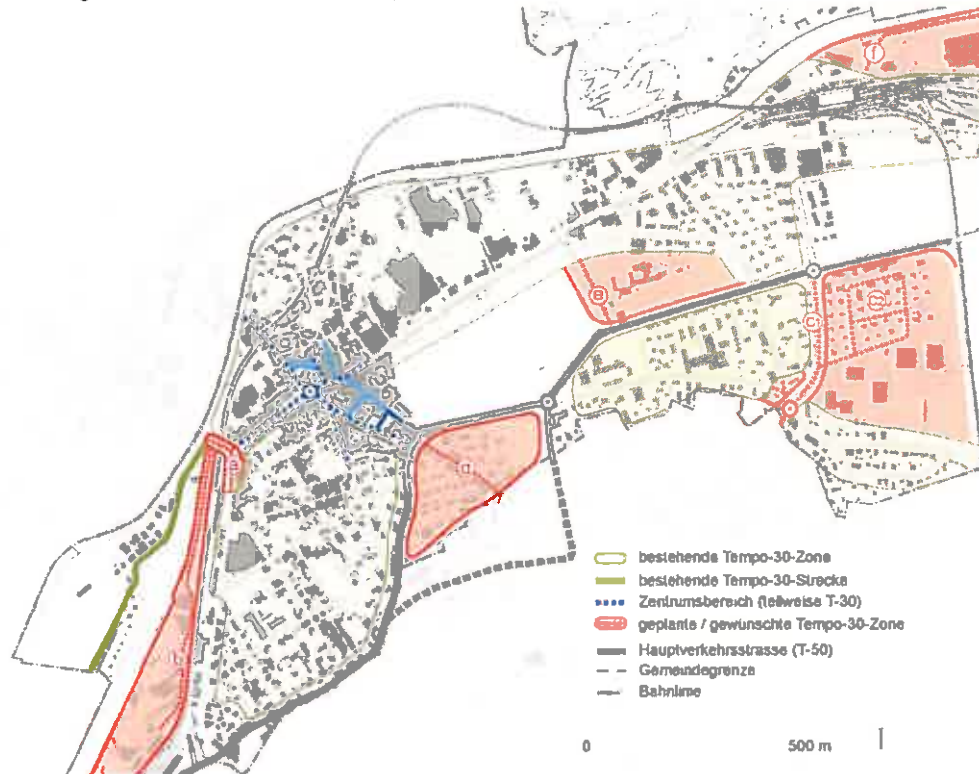 f
e
c
d
bestehende Tempo-30-Zone
bestehende Tempo-30-Strecke
Zentrumsbereich (teilweise T-30)
geplante / gewünschte Tempo-30-Zone
Hauptverkehrsstrasse (T-50)
Gemeindegrenze
Bahnlinie
0 500 m